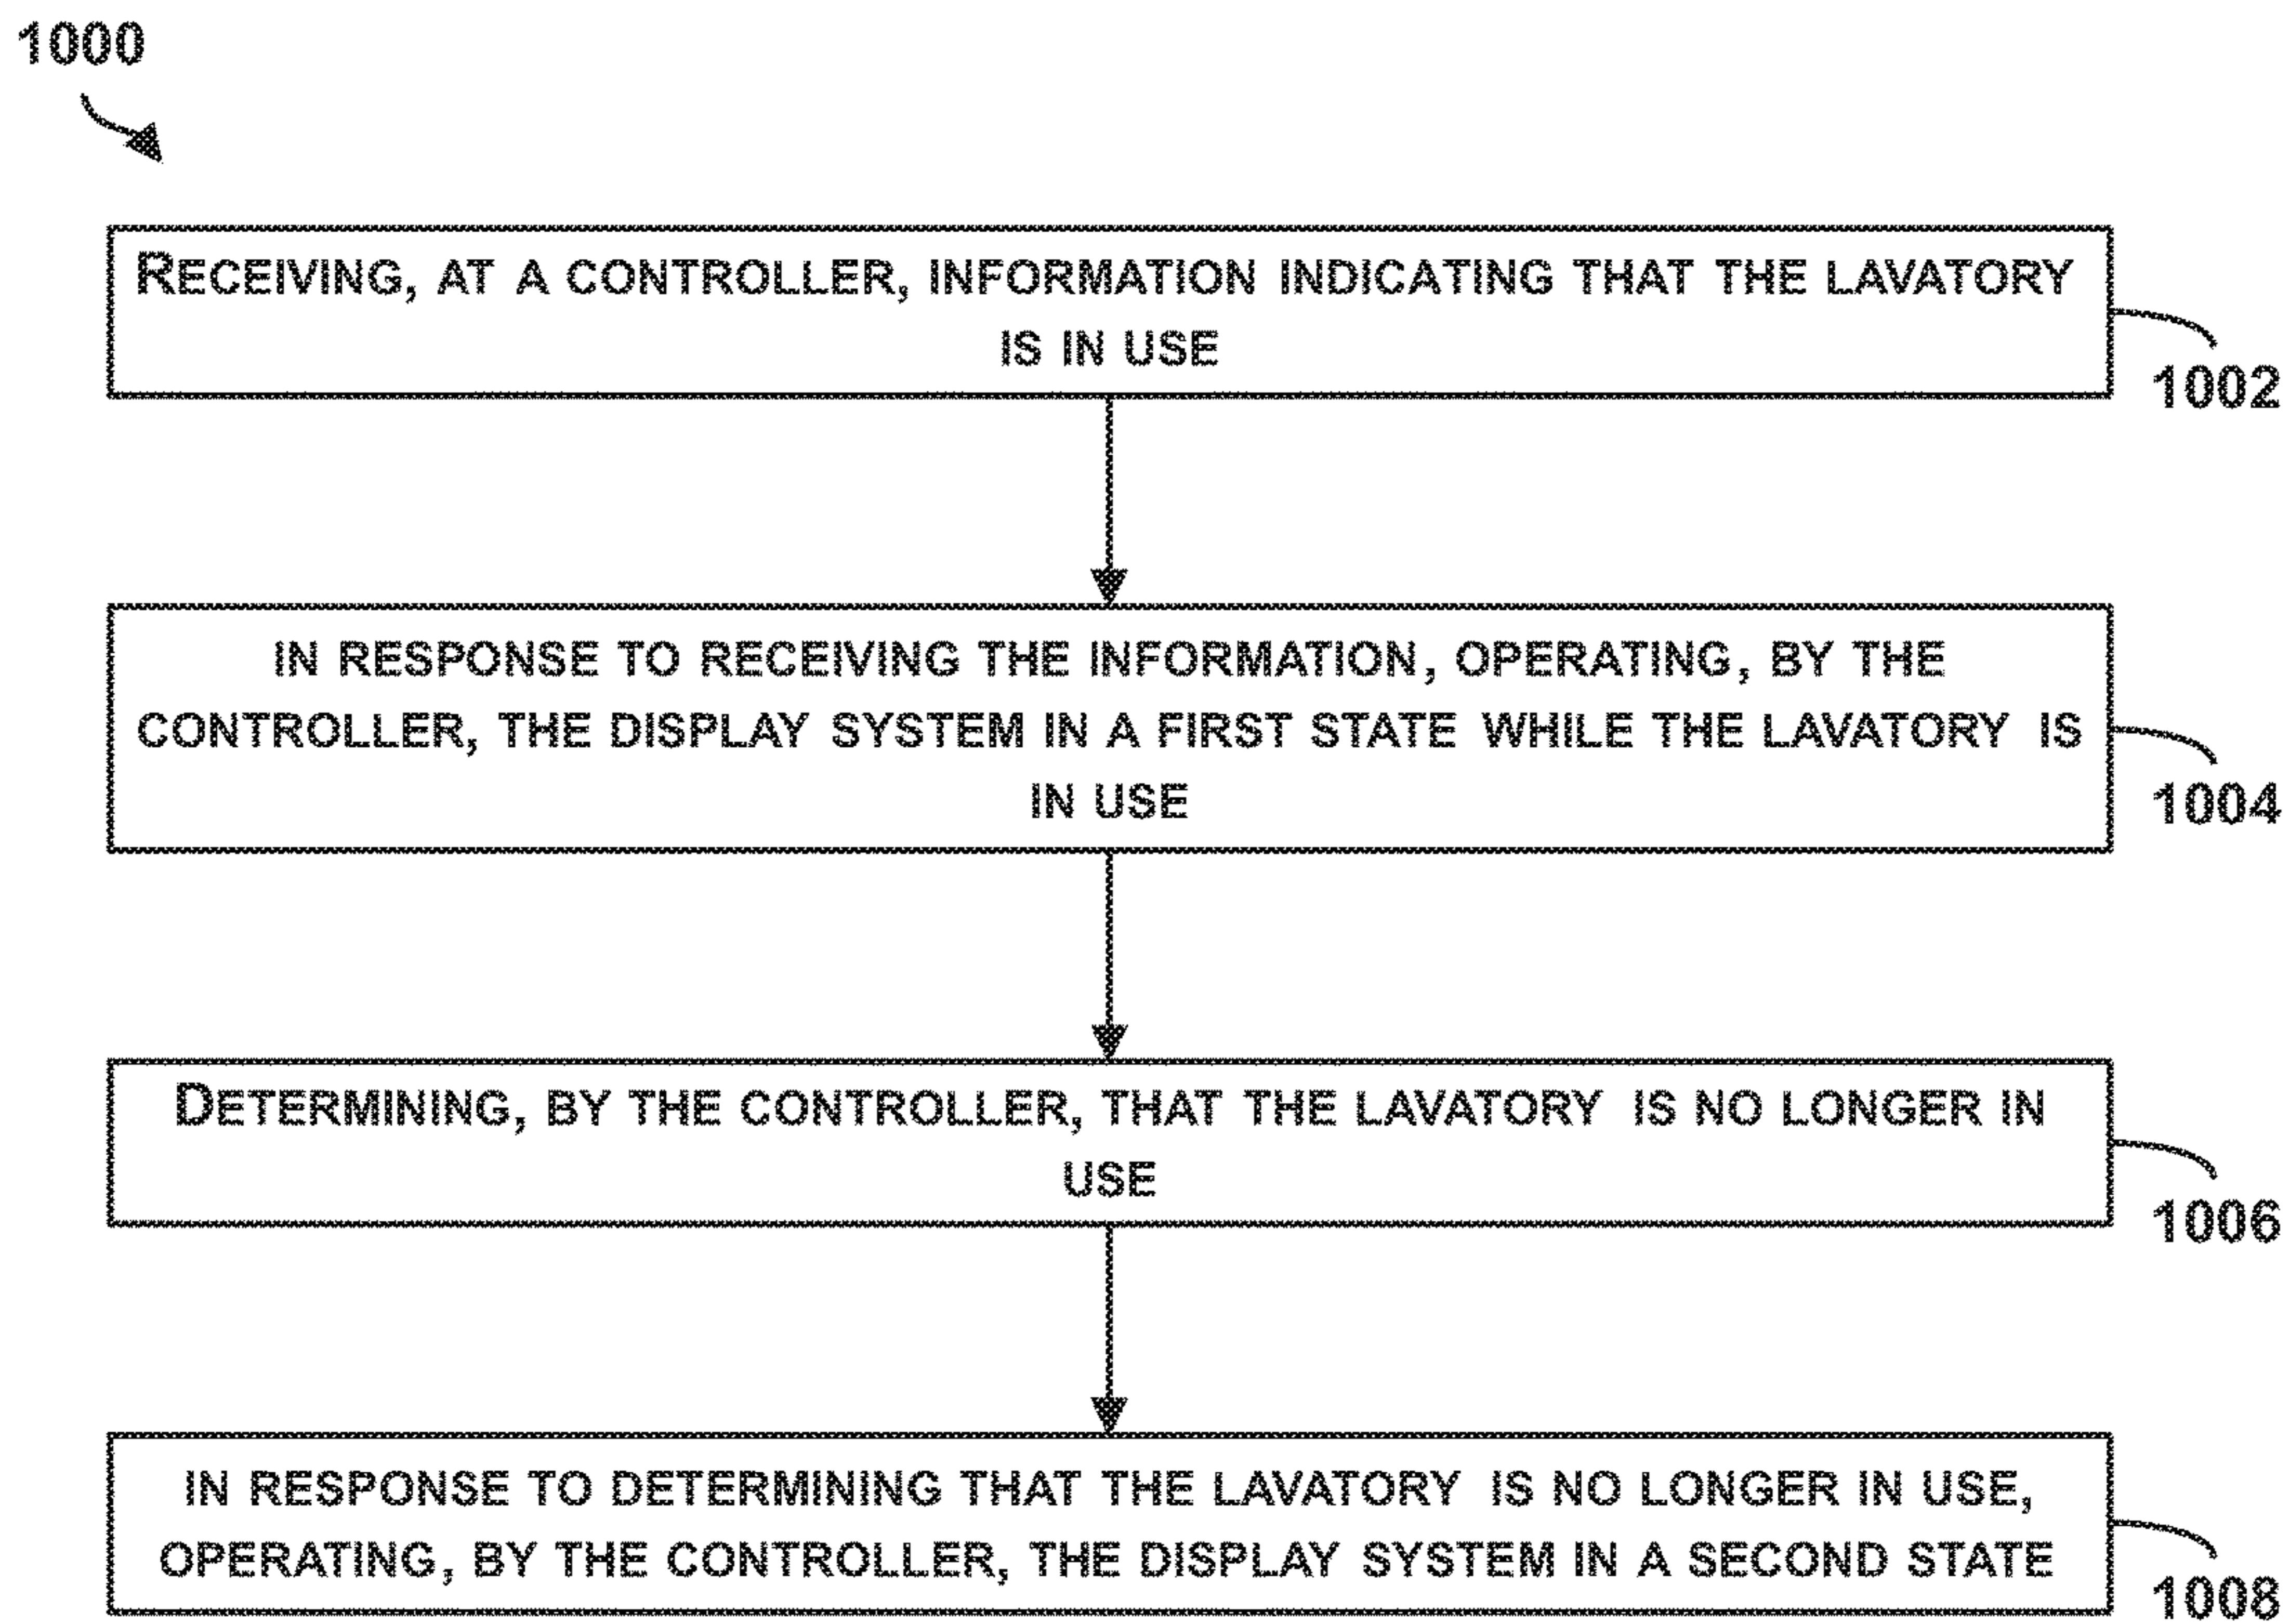 1000
RECEIVING, AT A CONTROLLER, INFORMATION INDICATING THAT THE LAVATORY
IS IN USE
1002
IN RESPONSE TO RECEIVING THE INFORMATION, OPERATING, BY THE
CONTROLLER, THE DISPLAY SYSTEM IN A FIRST STATE WHILE THE LAVATORY IS
IN USE
1004
DETERMINING, BY THE CONTROLLER, THAT THE LAVATORY IS NO LONGER IN
USE
1006
IN RESPONSE TO DETERMINING THAT THE LAVATORY IS NO LONGER IN USE,
OPERATING, BY THE CONTROLLER, THE DISPLAY SYSTEM IN A SECOND STATE
1008